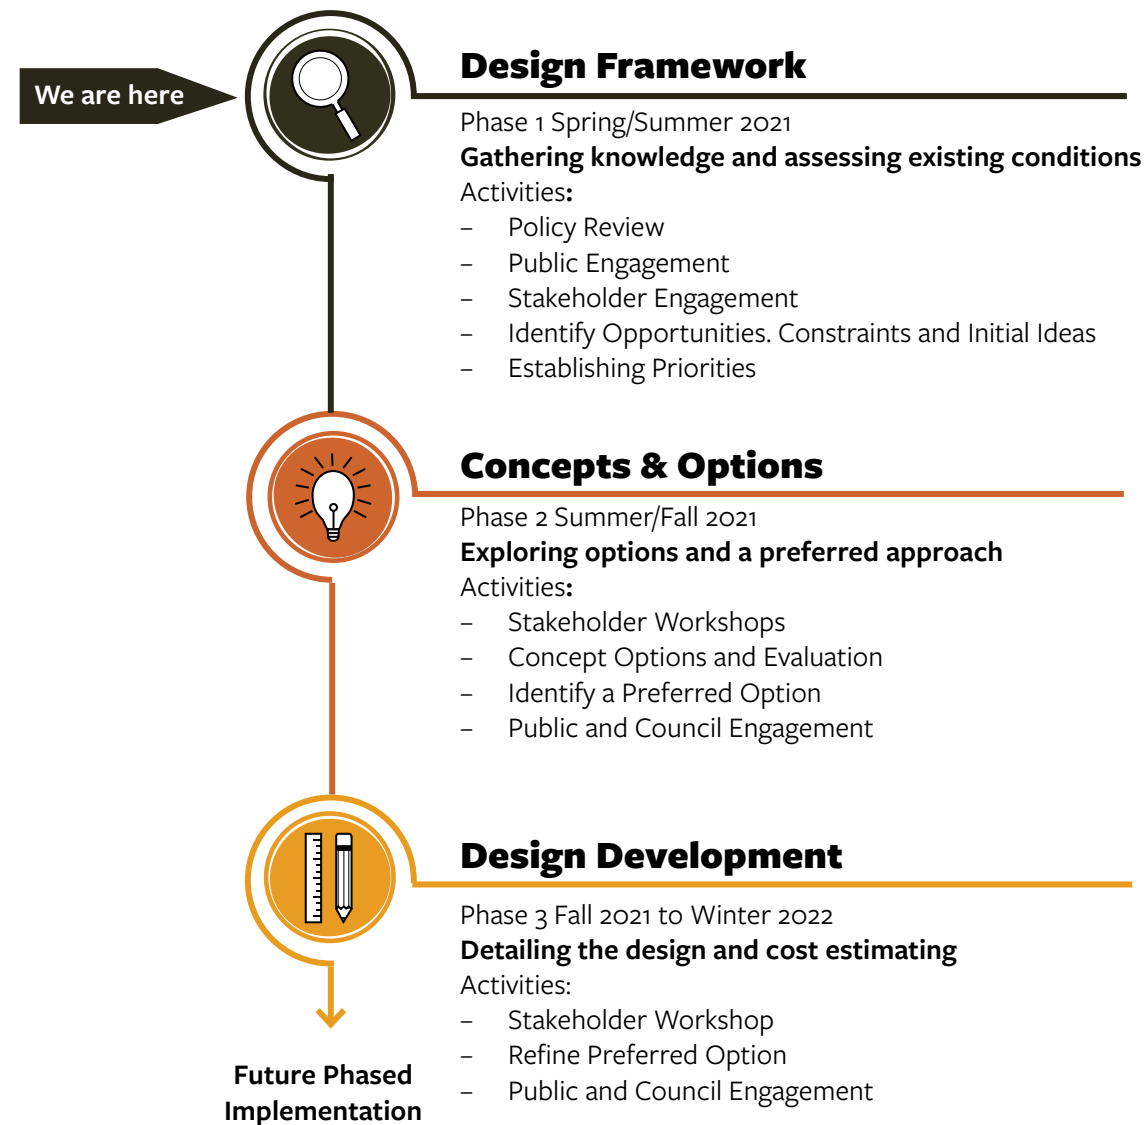 We are here
Design Framework
Phase 1 Spring/Summer 2021
Gathering knowledge and assessing existing conditions
Activities:
– Policy Review
– Public Engagement
– Stakeholder Engagement
– Identify Opportunities. Constraints and Initial Ideas
– Establishing Priorities
Concepts & Options
Phase 2 Summer/Fall 2021
Exploring options and a preferred approach
Activities:
– Stakeholder Workshops
– Concept Options and Evaluation
– Identify a Preferred Option
– Public and Council Engagement
Design Development
Phase 3 Fall 2021 to Winter 2022
Detailing the design and cost estimating
Activities:
– Stakeholder Workshop
– Refine Preferred Option
– Public and Council Engagement
Future Phased
Implementation